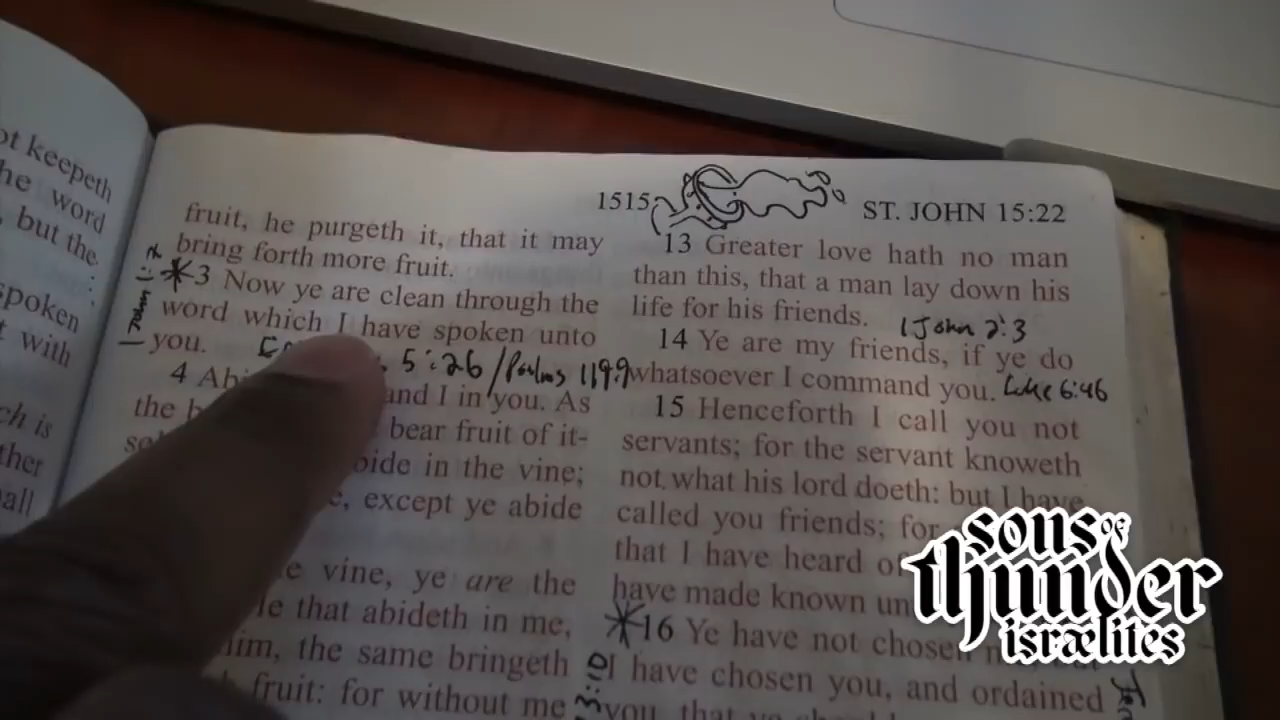 ot keepeth
he word
, but the
spoken
t with
ch is
ther
all
1515
ST. JOHN 15:22
fruit, he purgeth it, that it may
bring forth more fruit.
*3 Now ye are clean through the
word which I have spoken unto
you.
5:26/Psalms 119:9
4 and I in you. As
the bear fruit of it-
in the vine;
except ye abide
vine, ye are the
that abideth in me,
the same bringeth
fruit: for without me
13 Greater love hath no man
than this, that a man lay down his
life for his friends.
1 John 2:3
14 Ye are my friends, if ye do
whatsoever I command you.
Luke 6:46
15 Henceforth I call you not
servants; for the servant knoweth
not what his lord doeth: but I have
called you friends; for
that I have heard of
have made known
*16 Ye have not chosen
I have chosen you, and ordained
you, that ye
sons of
thunder
israelites